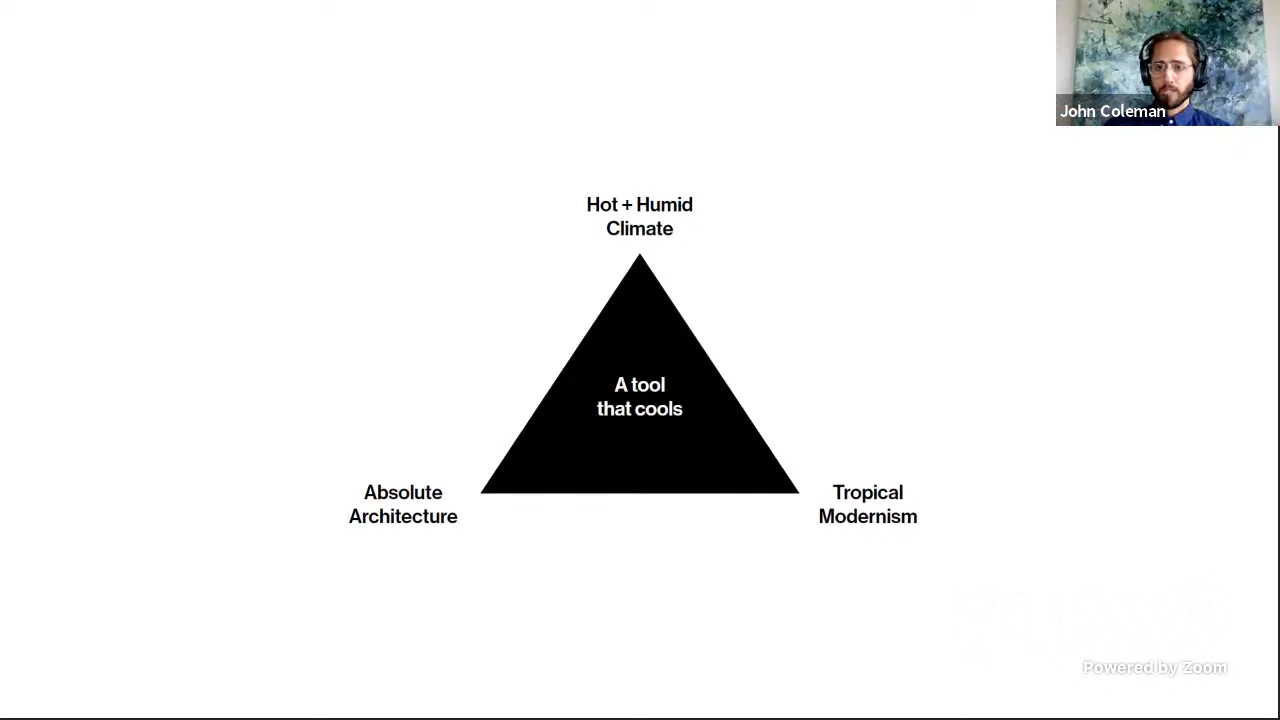 John Coleman
Hot + Humid
Climate
A tool
that cools
Absolute
Architecture
Tropical
Modernism
Powered by Zoom